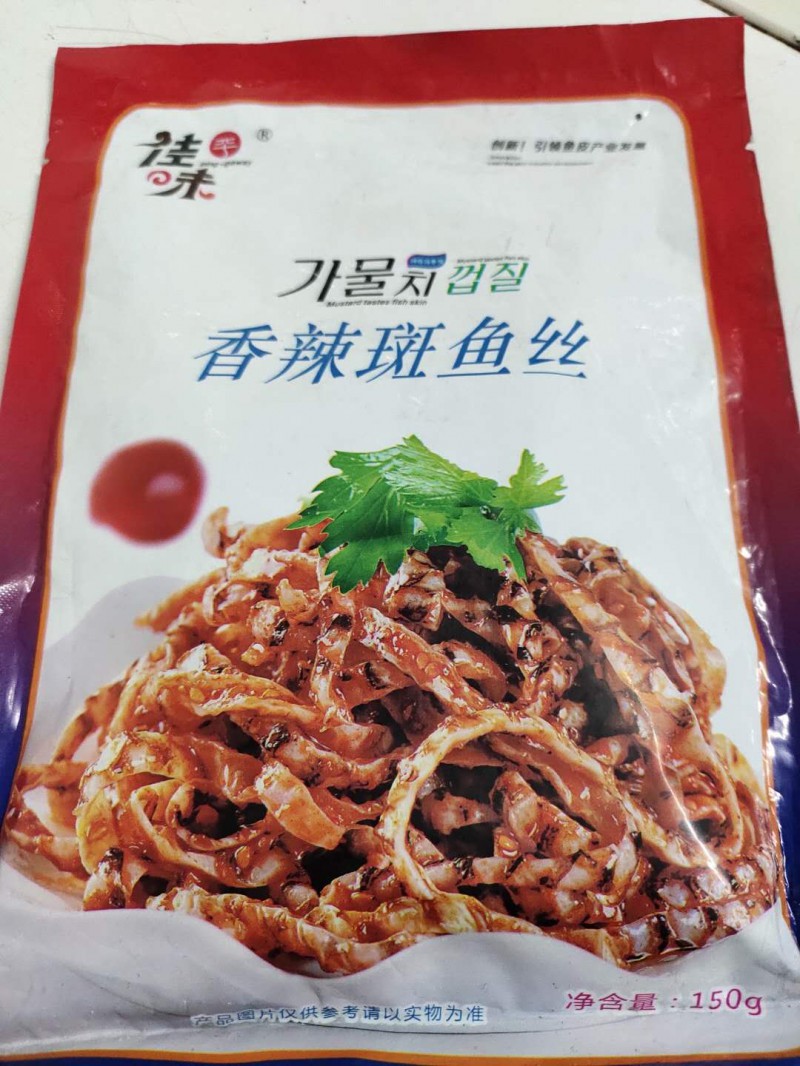 佳
味
®
创新！引领鱼皮产业发展
가물치껍질
Mustard tastes fish skin
香辣斑鱼丝
产品图片仅供参考请以实物为准
净含量：150g